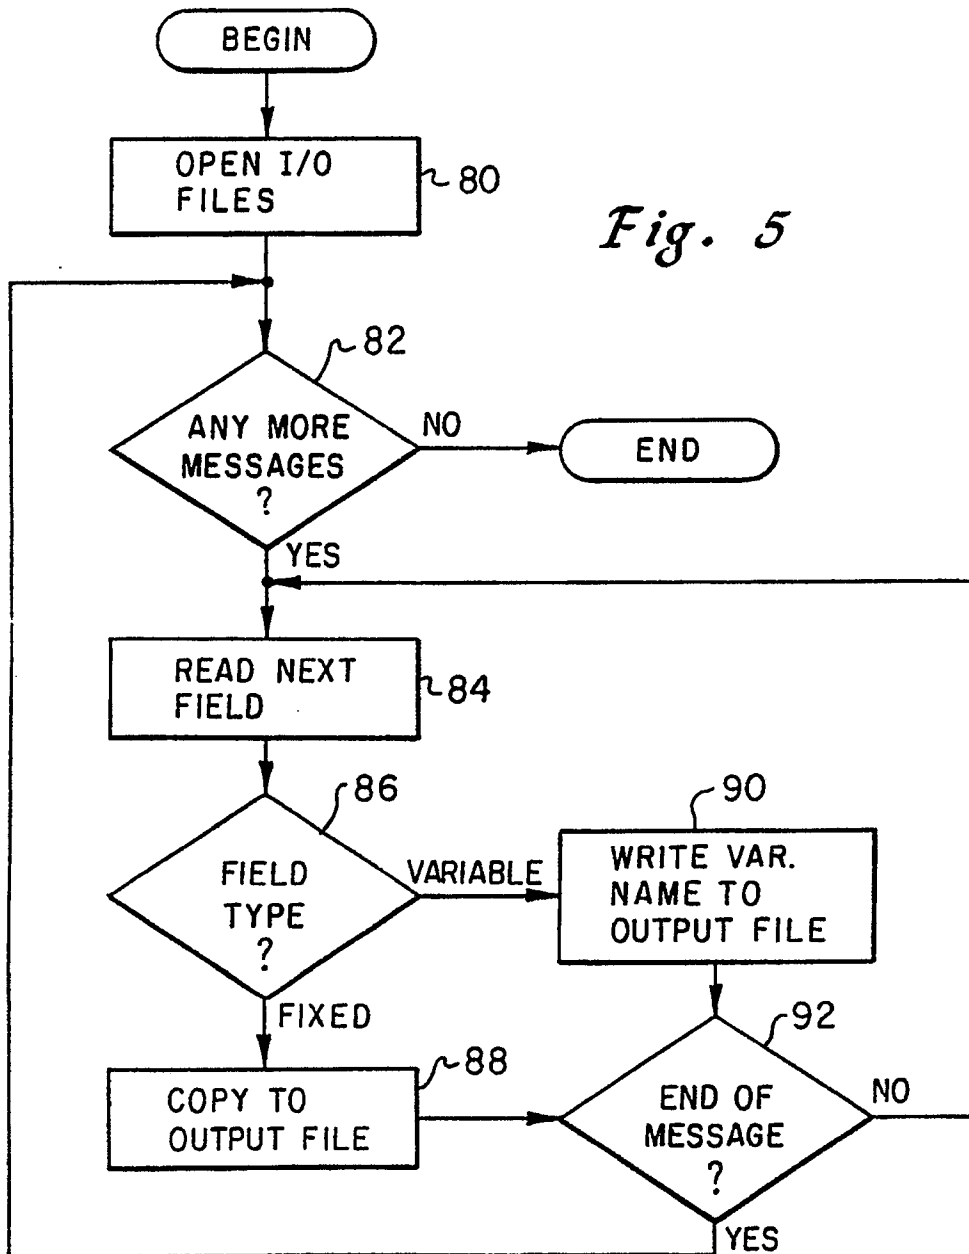 BEGIN
OPEN I/O
FILES
80
Fig. 5
82
ANY MORE
MESSAGES
?
NO
END
YES
READ NEXT
FIELD
84
86
FIELD
TYPE
?
VARIABLE
90
WRITE VAR.
NAME TO
OUTPUT FILE
FIXED
88
COPY TO
OUTPUT FILE
92
END OF
MESSAGE
?
NO
YES